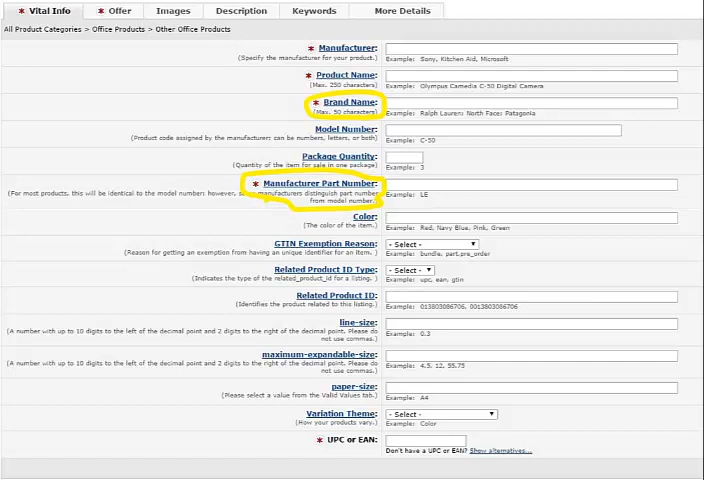 * Vital Info * Offer Images Description Keywords More Details
All Product Categories > Office Products > Other Office Products
* Manufacturer:
(Specify the manufacturer for your product.)
Example: Sony, Kitchen Aid, Microsoft
* Product Name:
(Max. 250 characters)
Example: Olympus Camedia C-50 Digital Camera
* Brand Name:
(Max. 50 characters)
Example: Ralph Lauren; North Face; Patagonia
Model Number:
(Product code assigned by the manufacturer; can be numbers, letters, or both)
Example: C-50
Package Quantity:
(Quantity of the item for sale in one package)
Example: 3
* Manufacturer Part Number:
(For most products, this will be identical to the model number; however, manufacturers distinguish part number
from model number.)
Example: LE
Color:
(The color of the item.)
Example: Red, Navy Blue, Pink, Green
GTIN Exemption Reason:
(Reason for getting an exemption from having an unique identifier for an item. )
- Select -
Example: bundle, part,pre_order
Related Product ID Type:
(Indicates the type of the related_product_id for a listing. )
- Select -
Example: upc, ean, gtin
Related Product ID:
(Identifies the product related to this listing.)
Example: 013803086706, 0013803086706
line-size:
(A number with up to 10 digits to the left of the decimal point and 2 digits to the right of the decimal point. Please do
not use commas.)
Example: 0.3
maximum-expandable-size:
(A number with up to 10 digits to the left of the decimal point and 2 digits to the right of the decimal point. Please do
not use commas.)
Example: 4.5, 12, 55.75
paper-size:
(Please select a value from the Valid Values tab.)
Example: A4
Variation Theme:
(How your products vary.)
- Select -
Example: Color
* UPC or EAN:
Don't have a UPC or EAN? Show alternatives...